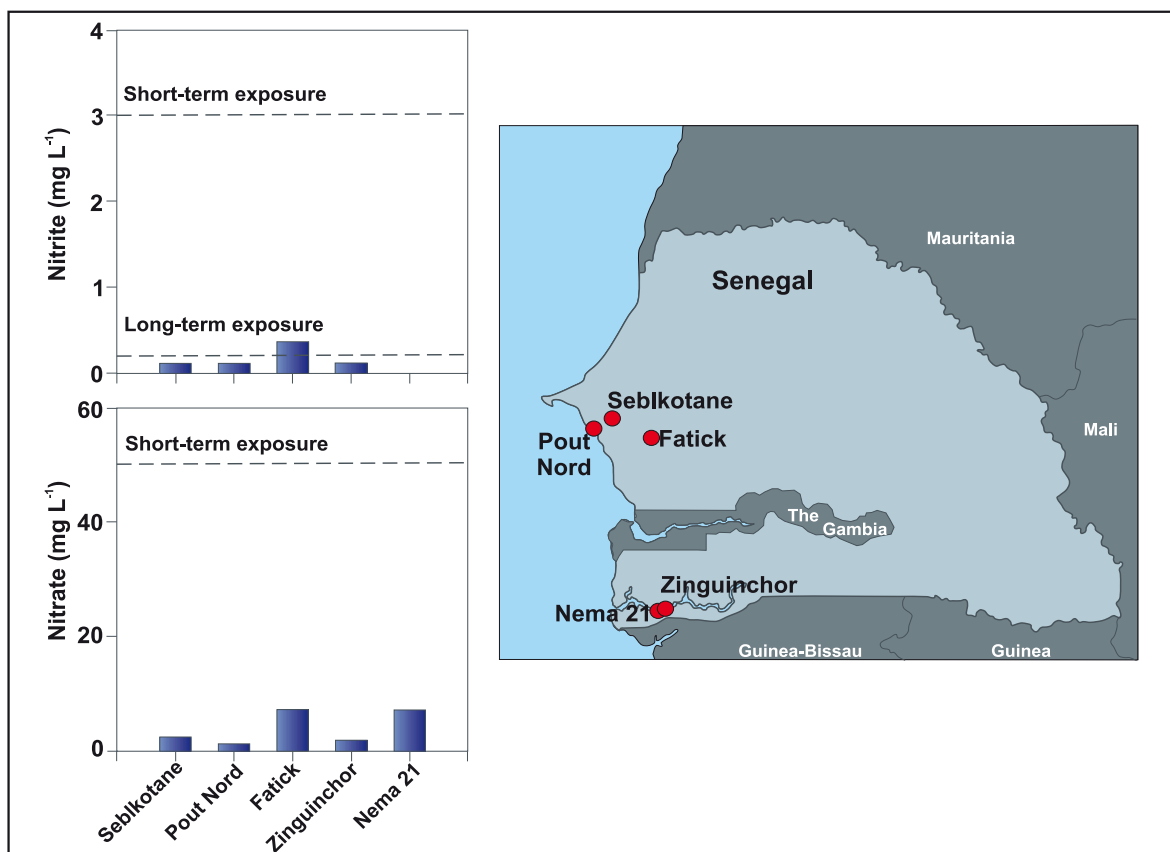 4
Short-term exposure
3
Nitrite (mg L⁻¹)
2
1
Long-term exposure
0
60
Short-term exposure
Nitrate (mg L⁻¹)
40
20
0
Seblkotane
Pout Nord
Fatick
Zinguinchor
Nema 21
Mauritania
Senegal
Mali
Seblkotane
Pout
Nord
Fatick
The
Gambia
Zinguinchor
Nema 21
Guinea-Bissau
Guinea